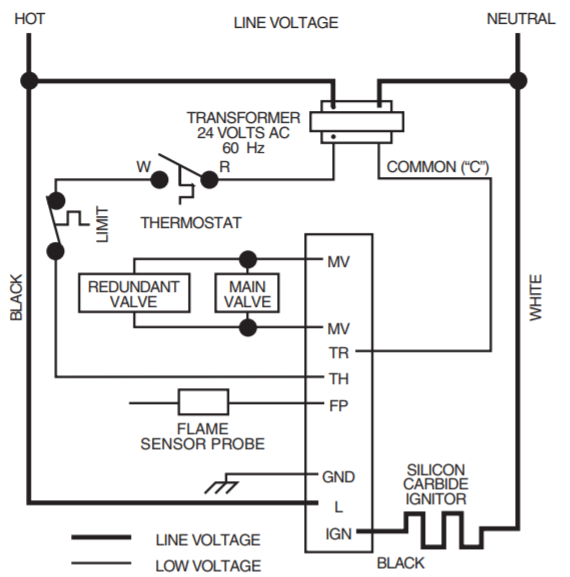 HOT
LINE VOLTAGE
NEUTRAL
TRANSFORMER
24 VOLTS AC
60 Hz
COMMON ("C")
W
R
THERMOSTAT
LIMIT
BLACK
WHITE
REDUNDANT
VALVE
MAIN
VALVE
MV
MV
TR
TH
FP
FLAME
SENSOR PROBE
GND
L
IGN
SILICON
CARBIDE
IGNITOR
BLACK
LINE VOLTAGE
LOW VOLTAGE